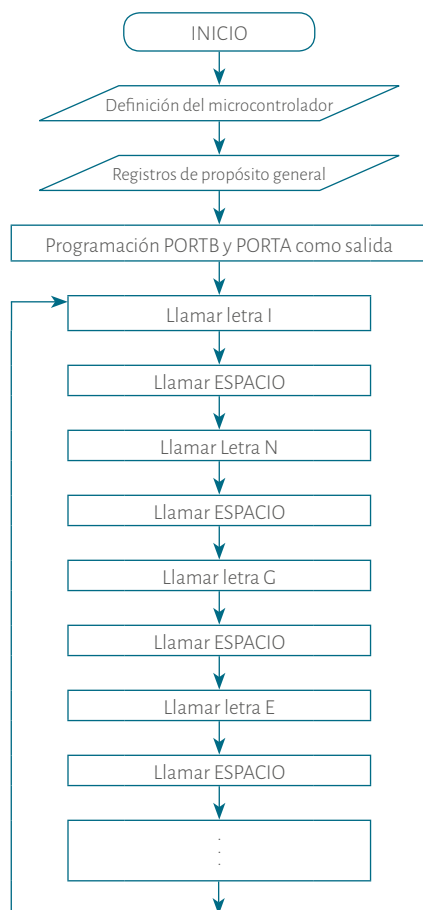 INICIO
Definición del microcontrolador
Registros de propósito general
Programación PORTB y PORTA como salida
Llamar letra I
Llamar ESPACIO
Llamar Letra N
Llamar ESPACIO
Llamar letra G
Llamar ESPACIO
Llamar letra E
Llamar ESPACIO
.
.
.